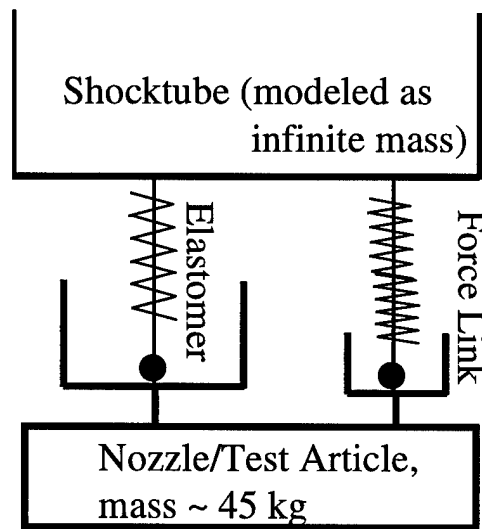 Shocktube (modeled as
infinite mass)
Elastomer
Force Link
Nozzle/Test Article,
mass ~ 45 kg